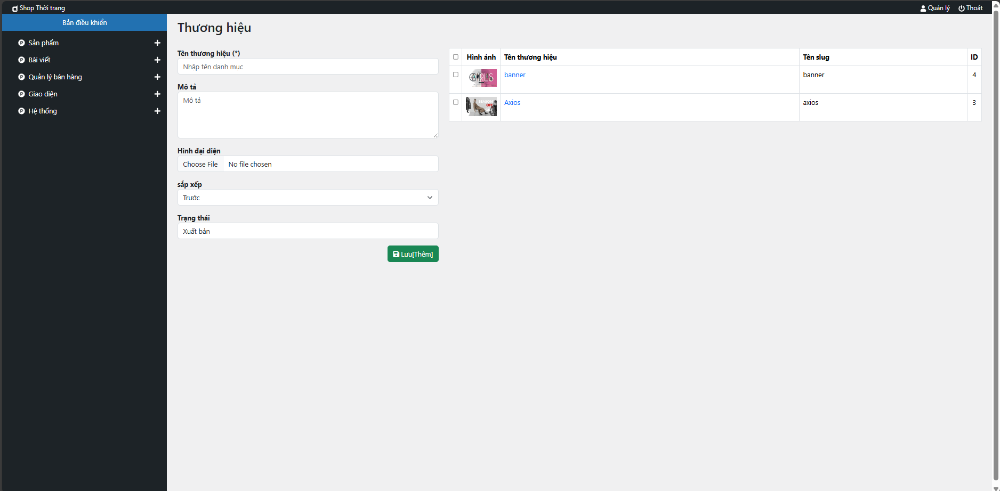 Shop Thời trang
Quản lý
Thoát
Bản điều khiển
Sản phẩm
Bài viết
Quản lý bán hàng
Giao diện
Hệ thống
Thương hiệu
Tên thương hiệu (*)
Nhập tên danh mục
Mô tả
Mô tả
Hình đại diện
Choose File No file chosen
sắp xếp
Trước
Trạng thái
Xuất bản
Lưu[Thêm]
Hình ảnh Tên thương hiệu Tên slug ID
GIRLS
banner banner 4
SEASON
OFF
Axios axios 3